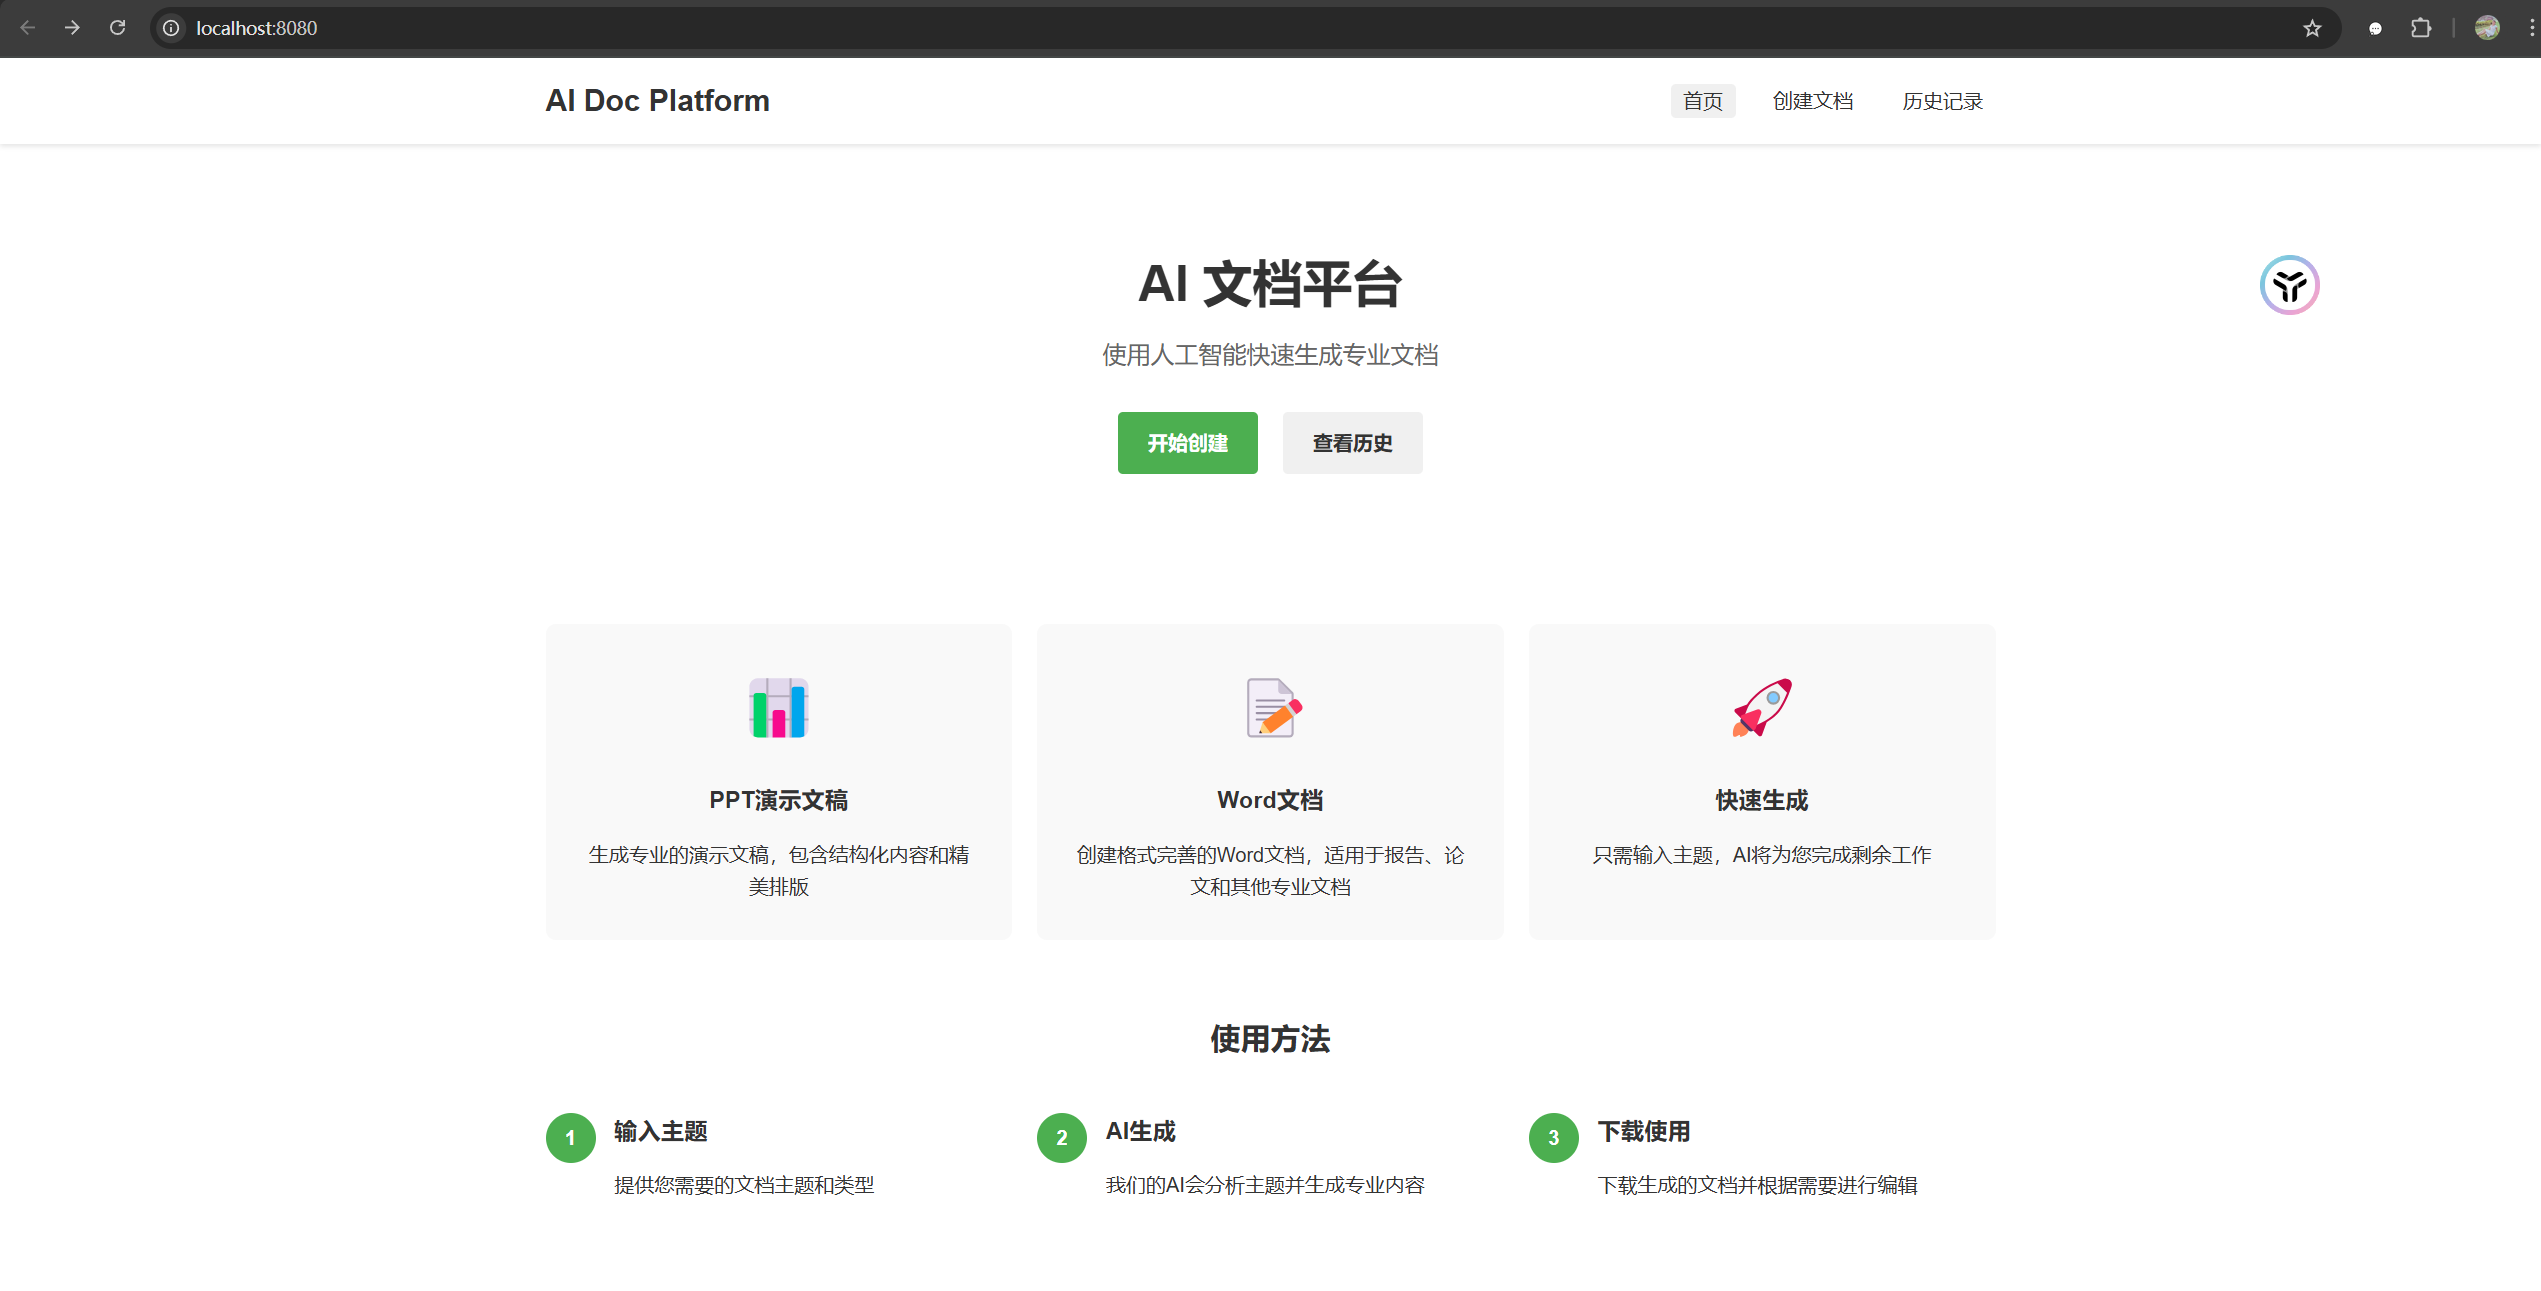 localhost:8080
AI Doc Platform
首页
创建文档
历史记录
AI 文档平台
使用人工智能快速生成专业文档
开始创建
查看历史
PPT演示文稿
生成专业的演示文稿，包含结构化内容和精
美排版
Word文档
创建格式完善的Word文档，适用于报告、论
文和其他专业文档
快速生成
只需输入主题，AI将为您完成剩余工作
使用方法
1
输入主题
提供您需要的文档主题和类型
2
AI生成
我们的AI会分析主题并生成专业内容
3
下载使用
下载生成的文档并根据需要进行编辑